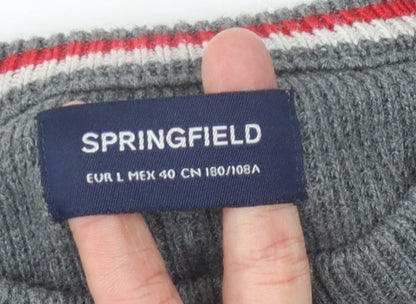 SPRINGFIELD
EUR L MEX 40 CN 180/108A